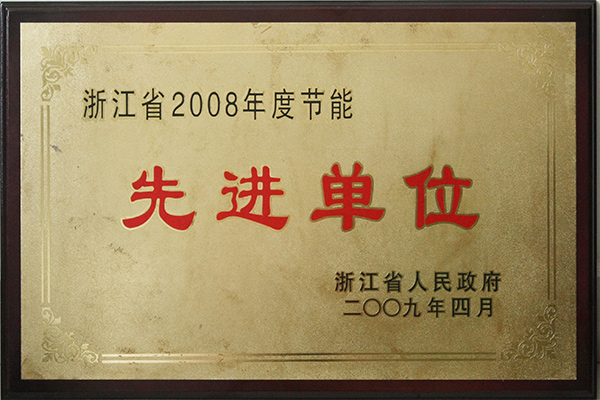 浙江省2008年度节能
先进单位
浙江省人民政府
二〇〇九年四月